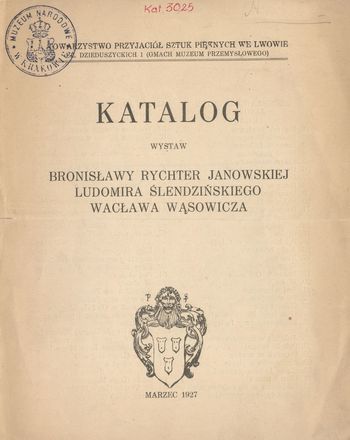 Kat 3025
MUZEUM NARODOWE
W KRAKOWIE
TOWARZYSTWO PRZYJACIÓŁ SZTUK PIĘKNYCH WE LWOWIE
DZIEDUSZYCKICH 1 (GMACH MUZEUM PRZEMYSŁOWEGO)
KATALOG
WYSTAW
BRONISŁAWY RYCHTER JANOWSKIEJ
LUDOMIRA ŚLENDZIŃSKIEGO
WACŁAWA WĄSOWICZA
MARZEC 1927